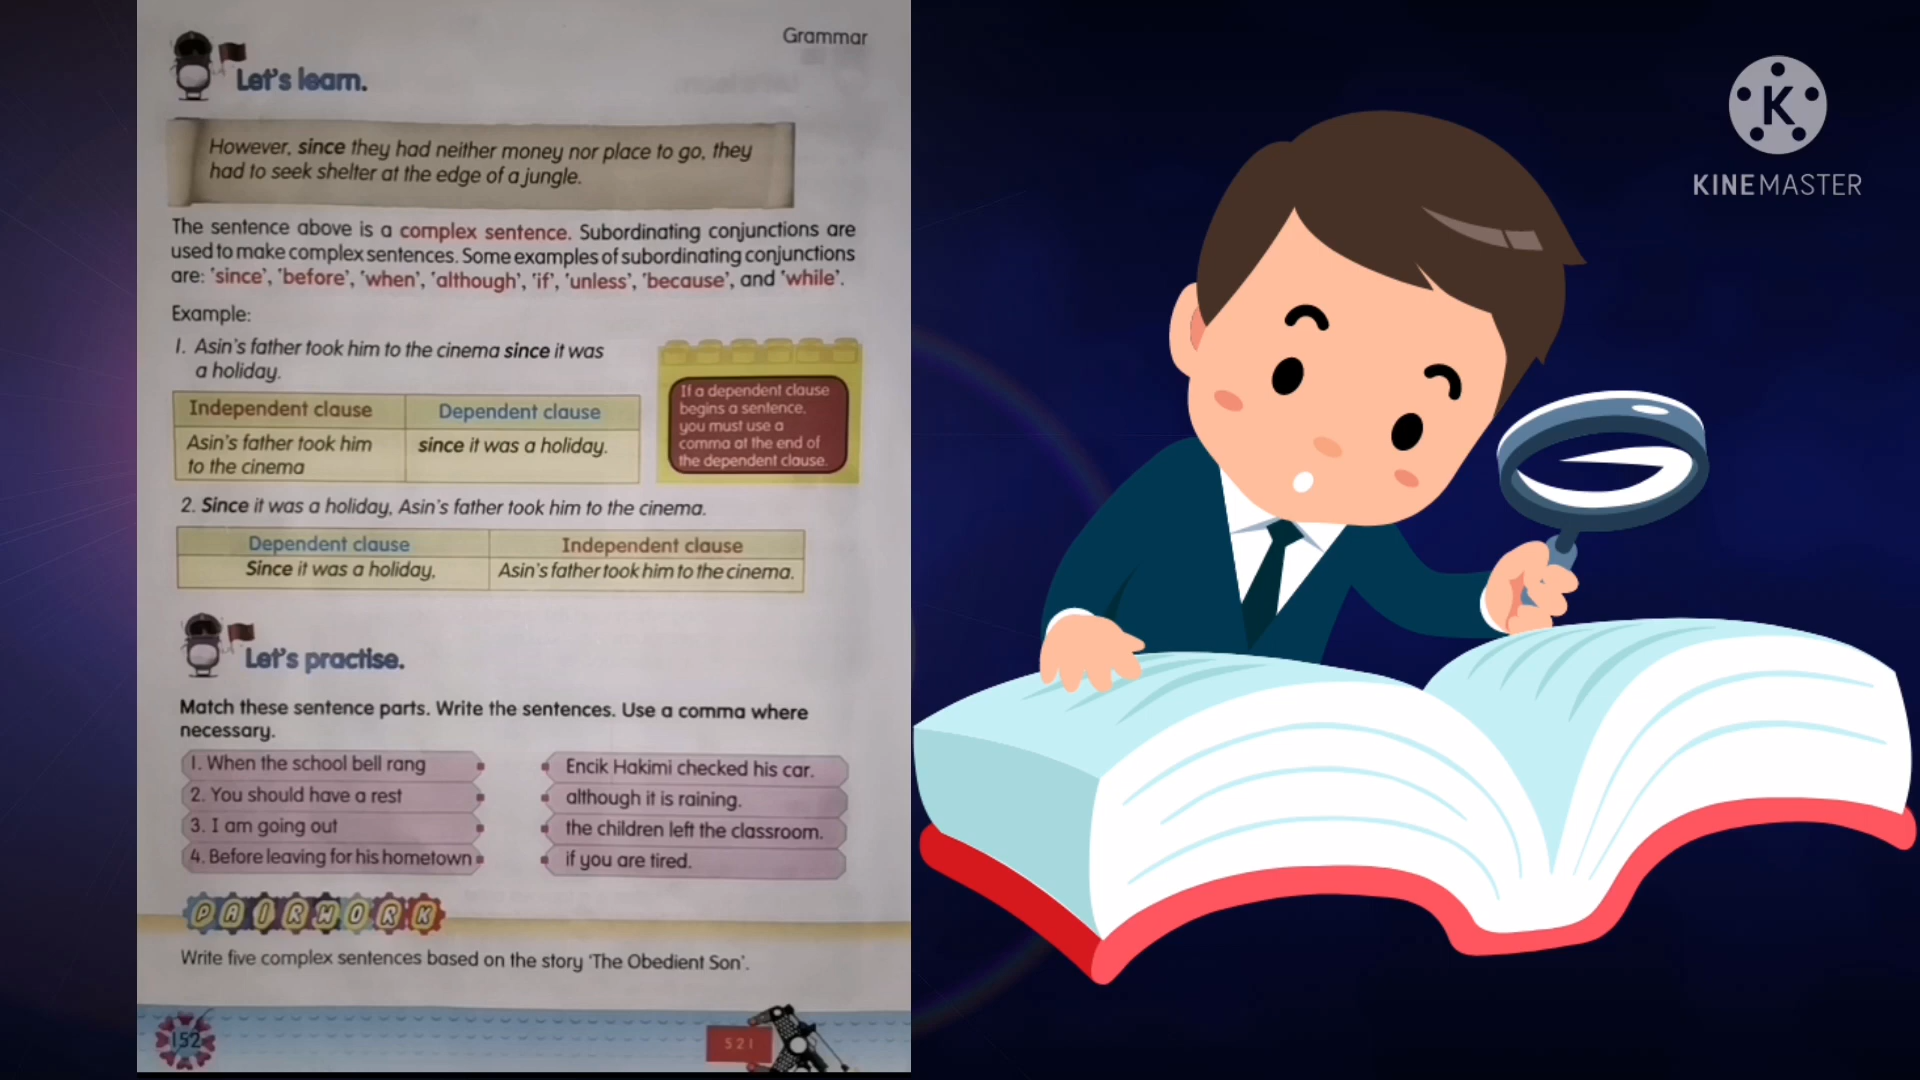 Grammar
Let's learn.
However, since they had neither money nor place to go, they
had to seek shelter at the edge of a jungle.
The sentence above is a complex sentence. Subordinating conjunctions are
used to make complex sentences. Some examples of subordinating conjunctions
are: 'since', 'before', 'when', 'although', 'if', 'unless', 'because', and 'while'.
Example:
1. Asin's father took him to the cinema since it was
a holiday.
Independent clause Dependent clause
Asin's father took him since it was a holiday.
to the cinema
If a dependent clause
begins a sentence,
you must use a
comma at the end of
the dependent clause.
2. Since it was a holiday, Asin's father took him to the cinema.
Dependent clause Independent clause
Since it was a holiday, Asin's father took him to the cinema.
Let's practise.
Match these sentence parts. Write the sentences. Use a comma where
necessary.
1. When the school bell rang
2. You should have a rest
3. I am going out
4. Before leaving for his hometown
Encik Hakimi checked his car.
although it is raining.
the children left the classroom.
if you are tired.
PAIRWORK
Write five complex sentences based on the story 'The Obedient Son'.
152
5 2 1
K
KINEMASTER